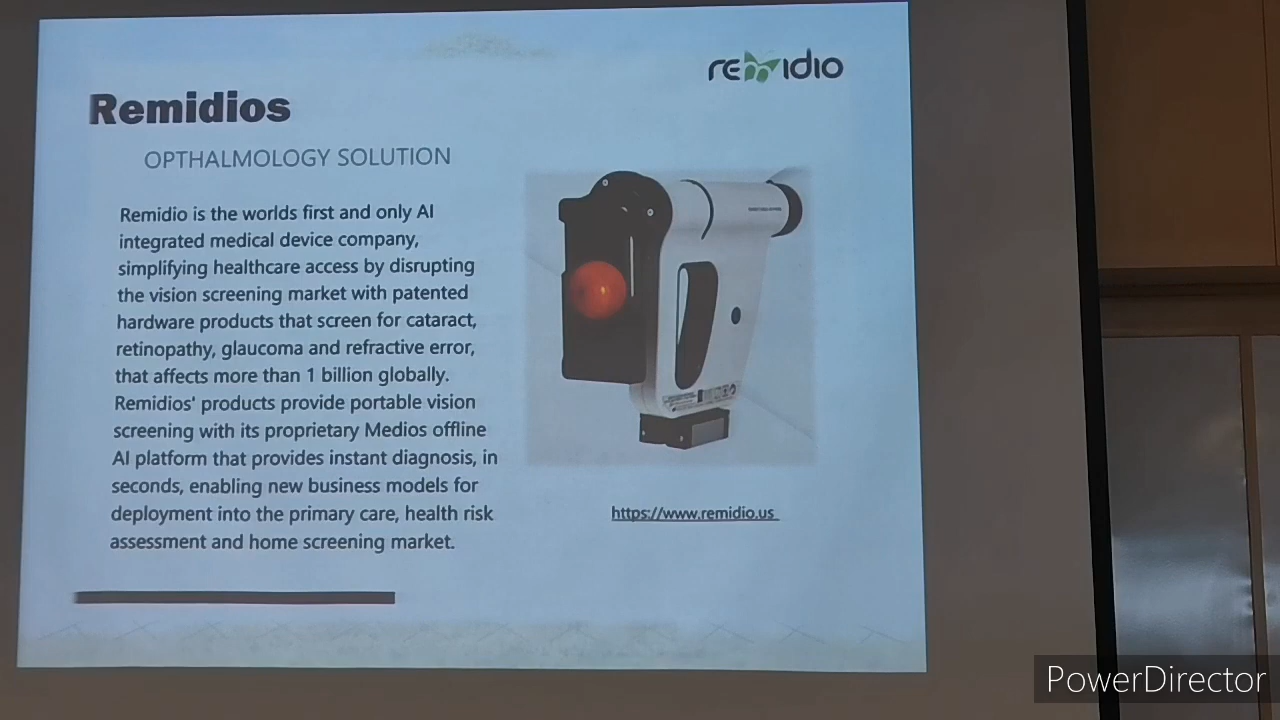 remidio
Remidios
OPTHALMOLOGY SOLUTION
Remidio is the worlds first and only AI
integrated medical device company,
simplifying healthcare access by disrupting
the vision screening market with patented
hardware products that screen for cataract,
retinopathy, glaucoma and refractive error,
that affects more than 1 billion globally.
Remidios' products provide portable vision
screening with its proprietary Medios offline
AI platform that provides instant diagnosis, in
seconds, enabling new business models for
deployment into the primary care, health risk
assessment and home screening market.
https://www.remidio.us
PowerDirector